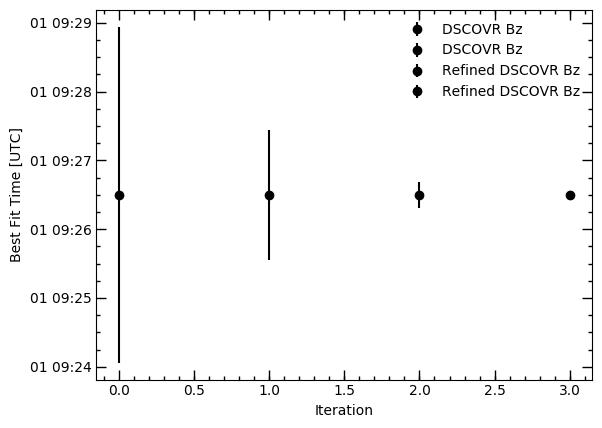 01 09:29
01 09:28
01 09:27
01 09:26
01 09:25
01 09:24
Best Fit Time [UTC]
DSCOVR Bz
DSCOVR Bz
Refined DSCOVR Bz
Refined DSCOVR Bz
0.0 0.5 1.0 1.5 2.0 2.5 3.0
Iteration